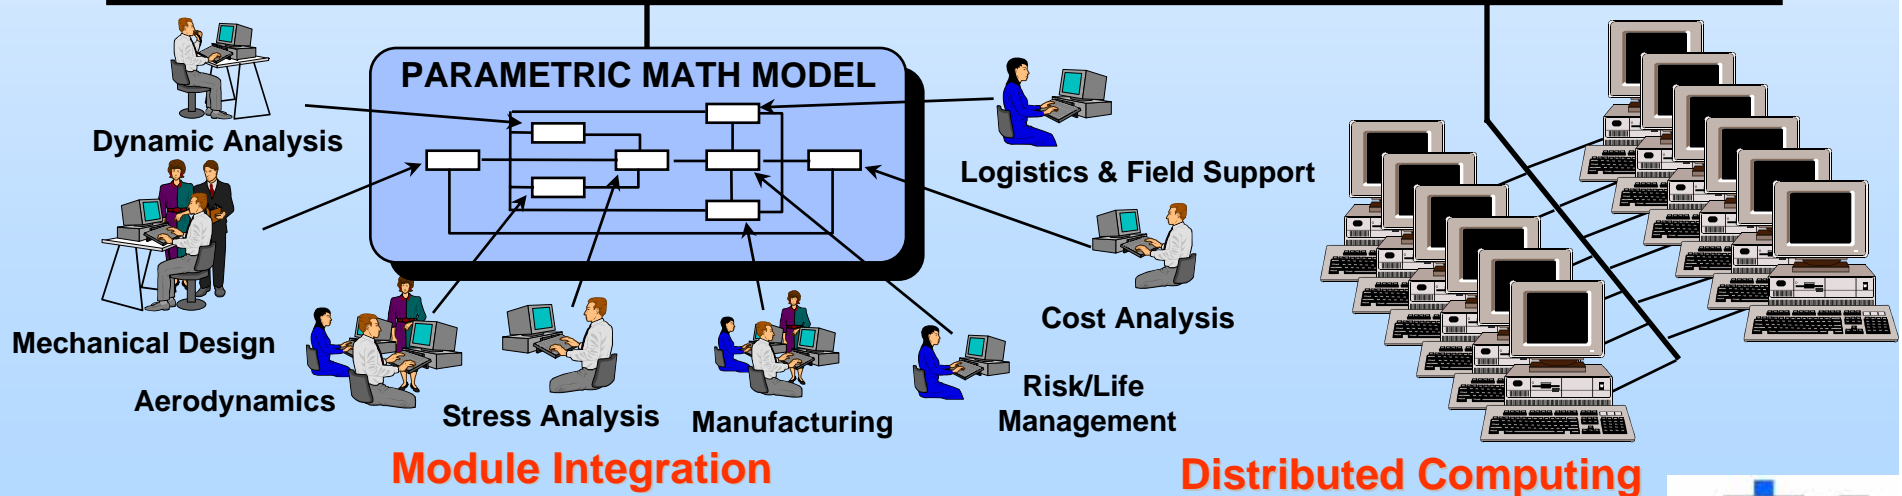 PARAMETRIC MATH MODEL
Dynamic Analysis
Logistics & Field Support
Mechanical Design
Cost Analysis
Aerodynamics
Stress Analysis
Manufacturing
Risk/Life
Management
Module Integration
Distributed Computing